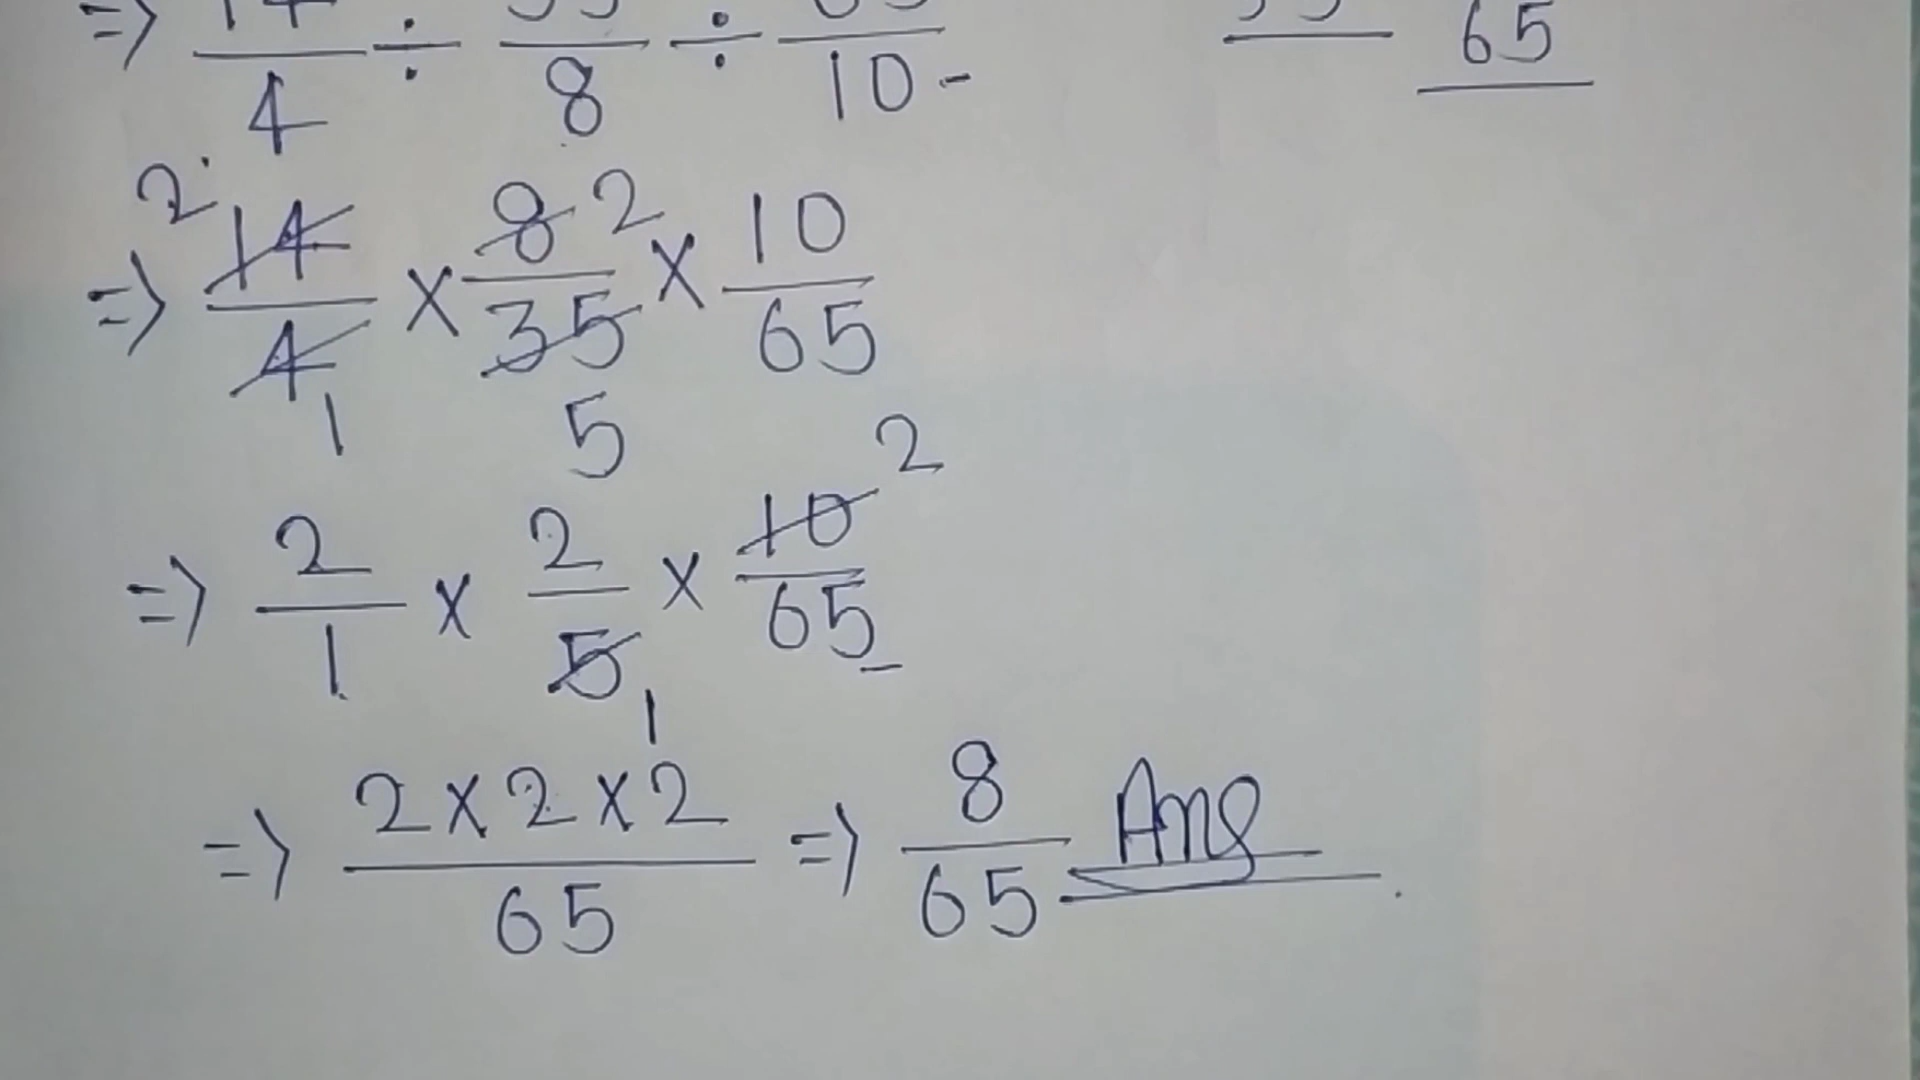 => 14/4 ÷ 35/8 ÷ 65/10 -
35 65
=> 14/4 × 8/35 × 10/65
2 1 2 5
=> 2/1 × 2/5 × 10/65
1 2
=> 2×2×2/65 => 8/65 Ans